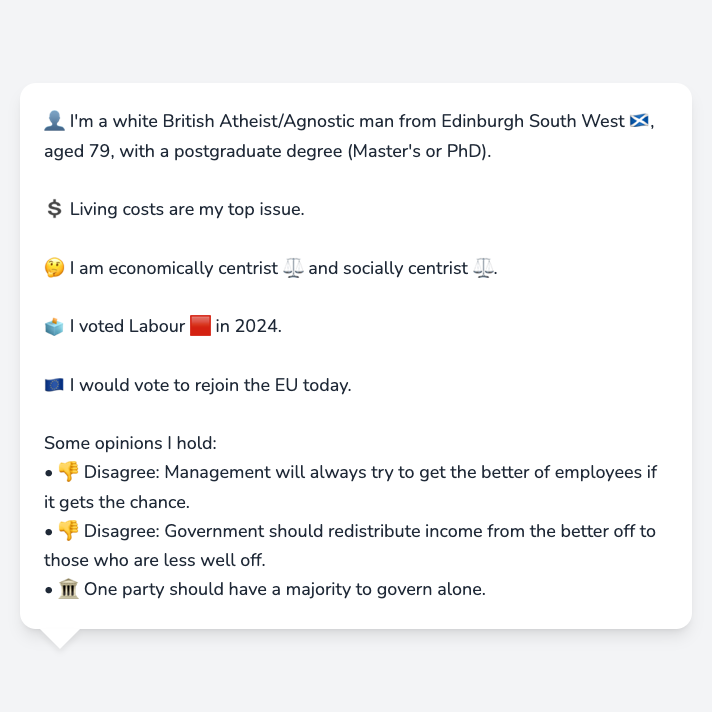 👤 I'm a white British Atheist/Agnostic man from Edinburgh South West 🏴󠁧󠁢󠁳󠁣󠁴󠁿,
aged 79, with a postgraduate degree (Master's or PhD).
💲 Living costs are my top issue.
🤔 I am economically centrist ⚖️ and socially centrist ⚖️.
🗳️ I voted Labour 🟥 in 2024.
🇪🇺 I would vote to rejoin the EU today.
Some opinions I hold:
• 👎 Disagree: Management will always try to get the better of employees if
it gets the chance.
• 👎 Disagree: Government should redistribute income from the better off to
those who are less well off.
• 🏛️ One party should have a majority to govern alone.